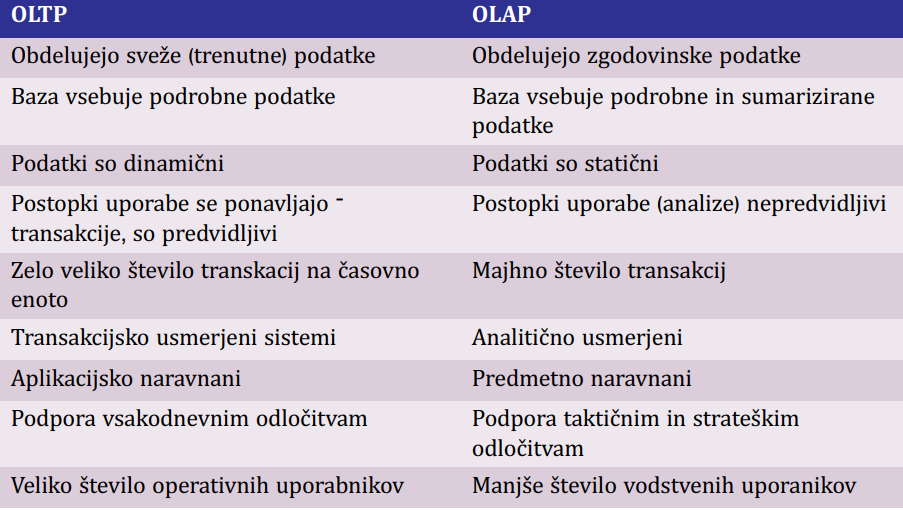 OLTP OLAP
Obdelujejo sveže (trenutne) podatke Obdelujejo zgodovinske podatke
Baza vsebuje podrobne podatke Baza vsebuje podrobne in sumarizirane
podatke
Podatki so dinamični Podatki so statični
Postopki uporabe se ponavljajo - Postopki uporabe (analize) nepredvidljivi
transakcije, so predvidljivi
Zelo veliko število transkacij na časovno Majhno število transakcij
enoto
Transakcijsko usmerjeni sistemi Analitično usmerjeni
Aplikacijsko naravnani Predmetno naravnani
Podpora vsakodnevnim odločitvam Podpora taktičnim in strateškim
odločitvam
Veliko število operativnih uporabnikov Manjše število vodstvenih uporanikov